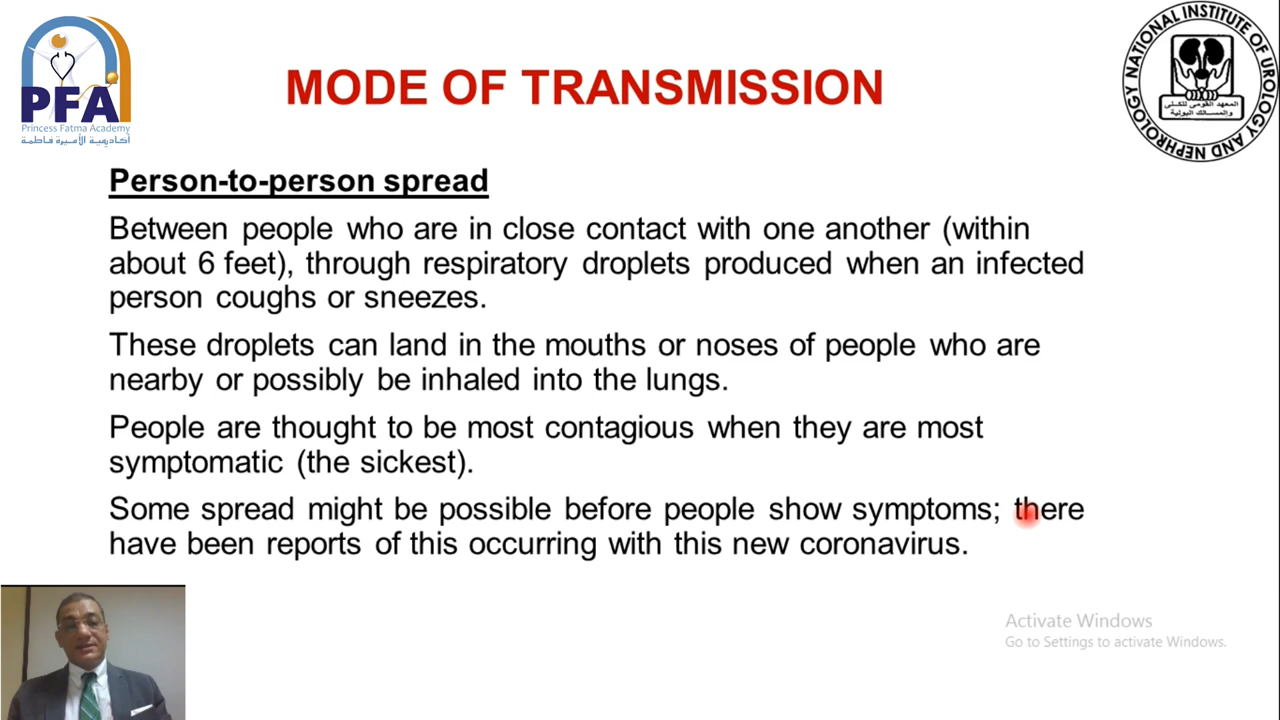 PFA
Princess Fatma Academy
أكاديمية الأميرة فاطمة
MODE OF TRANSMISSION
NATIONAL INSTITUTE OF UROLOGY AND NEPHROLOGY
المعهد القومى للكلى
والمسالك البولية
Person-to-person spread
Between people who are in close contact with one another (within
about 6 feet), through respiratory droplets produced when an infected
person coughs or sneezes.
These droplets can land in the mouths or noses of people who are
nearby or possibly be inhaled into the lungs.
People are thought to be most contagious when they are most
symptomatic (the sickest).
Some spread might be possible before people show symptoms; there
have been reports of this occurring with this new coronavirus.
Activate Windows
Go to Settings to activate Windows.